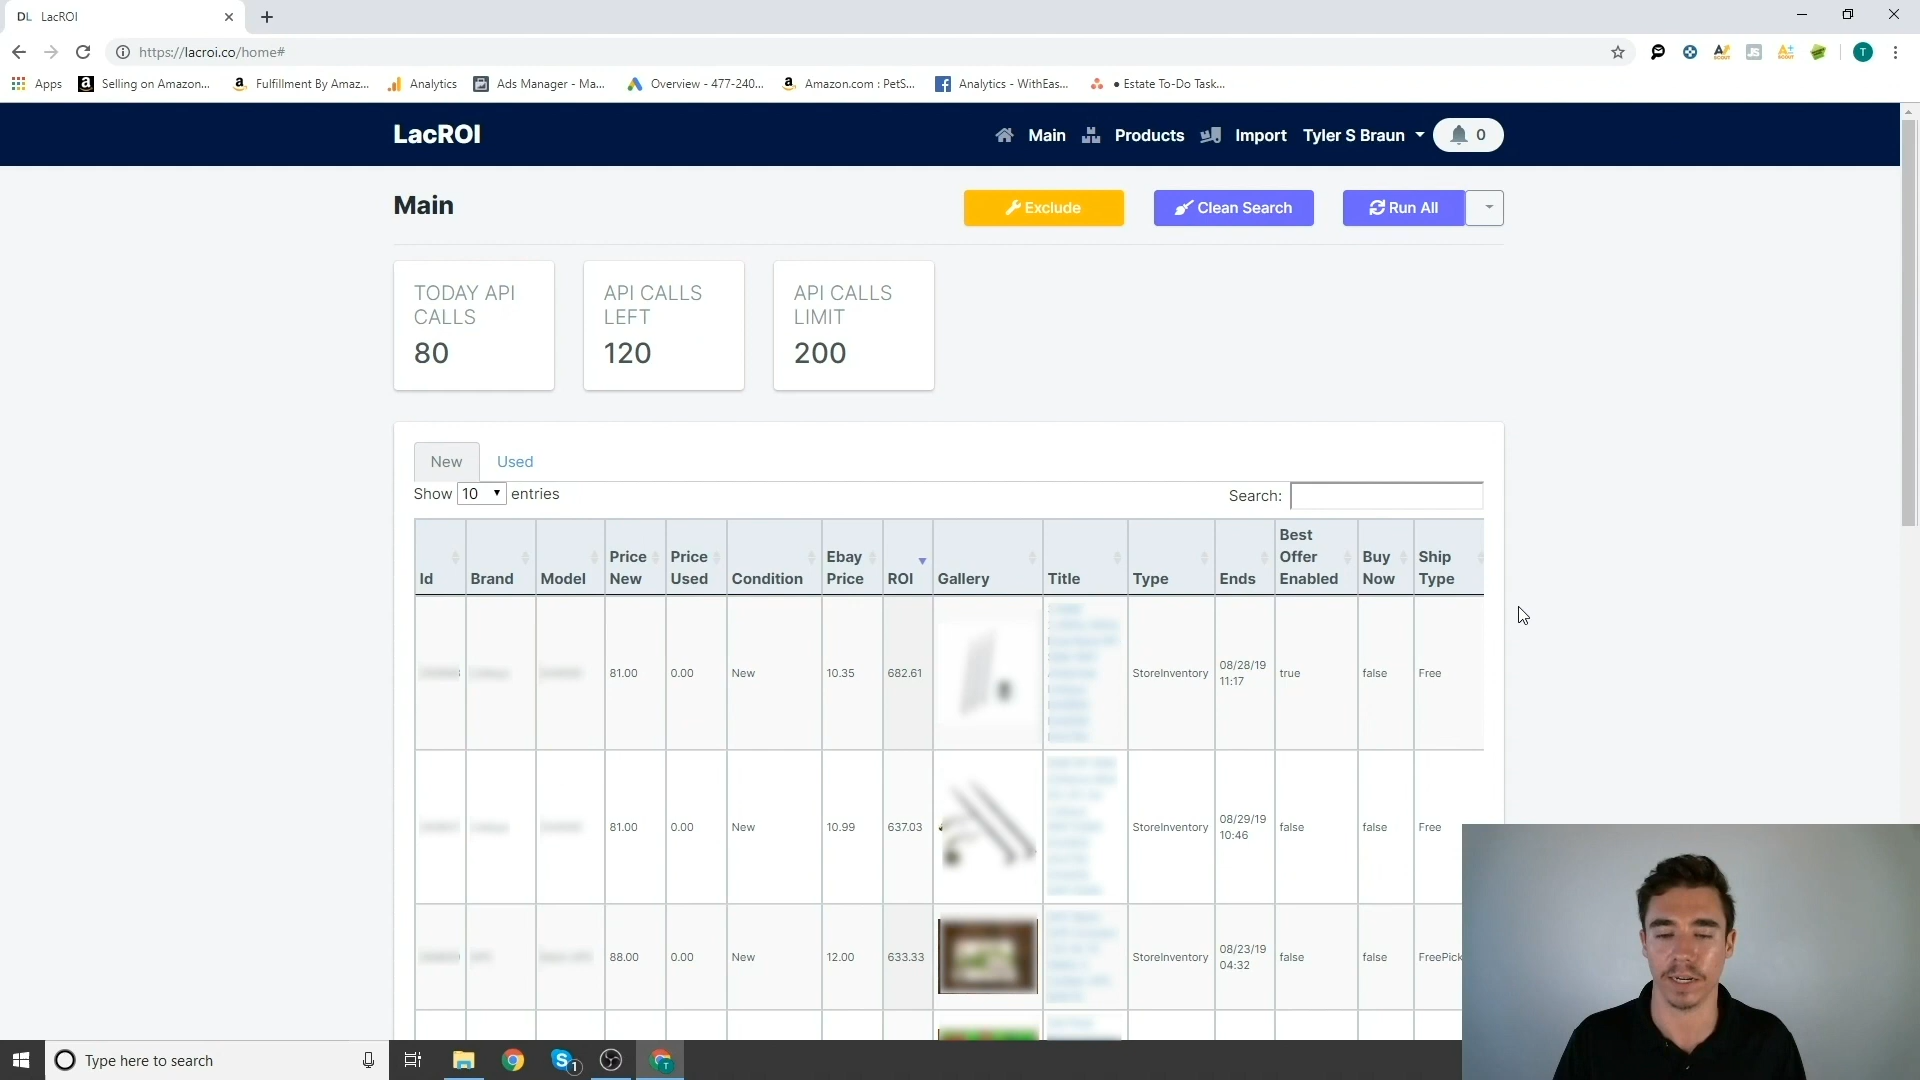 DL LacROI
https://lacroi.co/home#
Apps Selling on Amazon... Fulfillment By Amaz... Analytics Ads Manager - Ma... Overview - 477-240... Amazon.com : PetS... Analytics - WithEas... ● Estate To-Do Task...
LacROI Main Products Import Tyler S Braun 0
Main Exclude Clean Search Run All
TODAY API
CALLS
80
API CALLS
LEFT
120
API CALLS
LIMIT
200
New Used
Show 10 entries Search:
Id Brand Model Price New Price Used Condition Ebay Price ROI Gallery Title Type Ends Best Offer Enabled Buy Now Ship Type
81.00 0.00 New 10.35 682.61 StoreInventory 08/28/19 11:17 true false Free
81.00 0.00 New 10.99 637.03 StoreInventory 08/29/19 10:46 false false Free
88.00 0.00 New 12.00 633.33 StoreInventory 08/23/19 04:32 false false FreePick
Type here to search 1 T